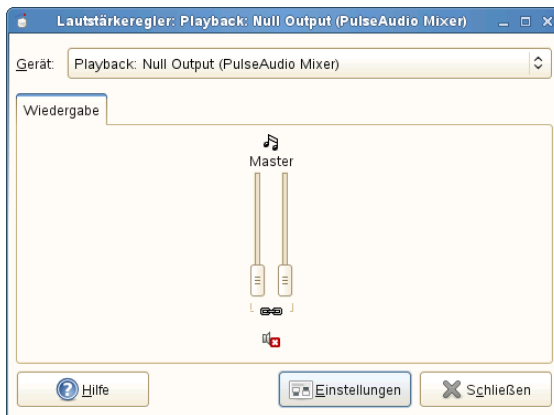 Lautstärkeregler: Playback: Null Output (PulseAudio Mixer)
Gerät: Playback: Null Output (PulseAudio Mixer)
Wiedergabe
Master
Hilfe Einstellungen Schließen